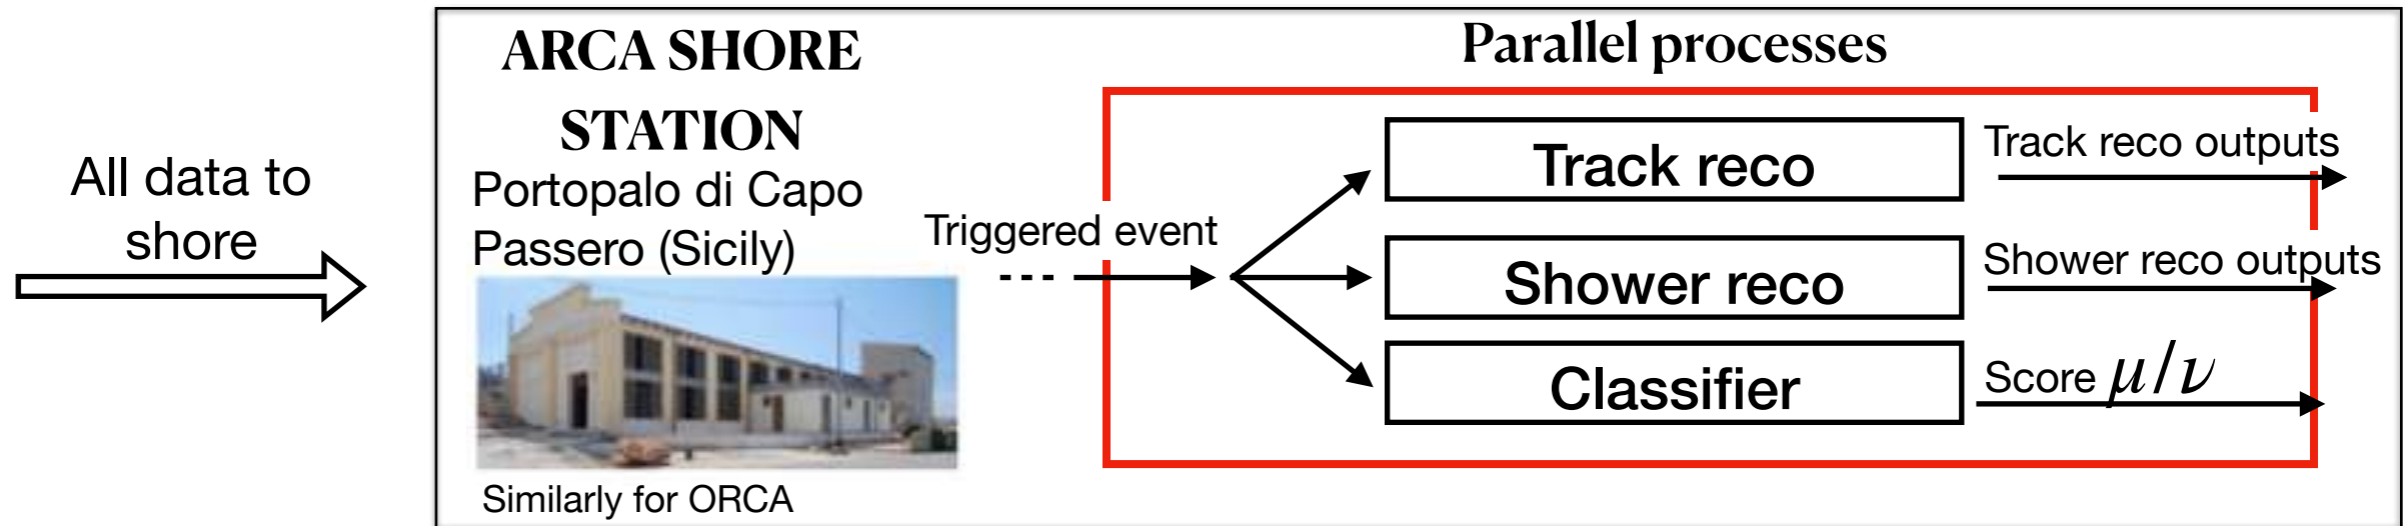 All data to
shore
ARCA SHORE
STATION
Portopalo di Capo
Passero (Sicily)
Similarly for ORCA
Parallel processes
Triggered event
Track reco
Track reco outputs
Shower reco
Shower reco outputs
Classifier
Score μ/ν